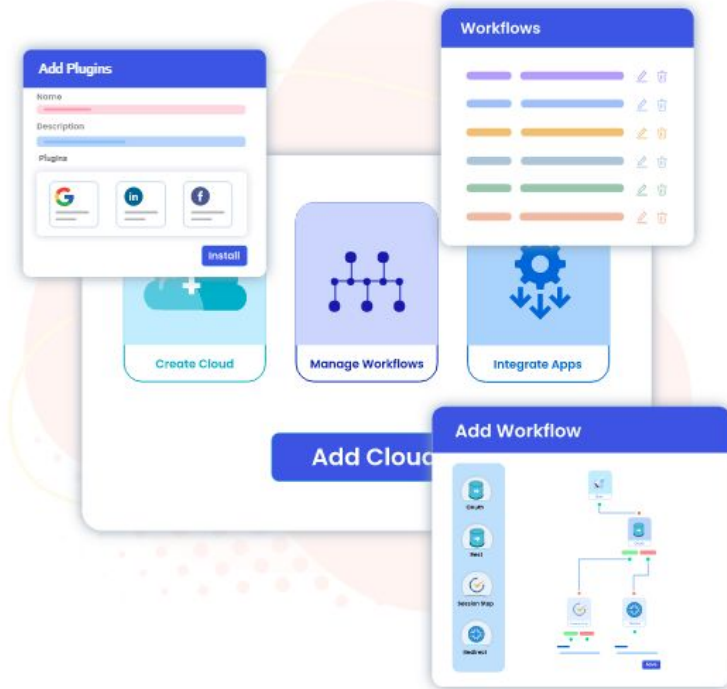 Workflows
Add Plugins
Name
Description
Plugins
G
in
f
Install
Create Cloud
Manage Workflows
Integrate Apps
Add Cloud
Add Workflow
OAuth
Rest
Session Step
Redirect